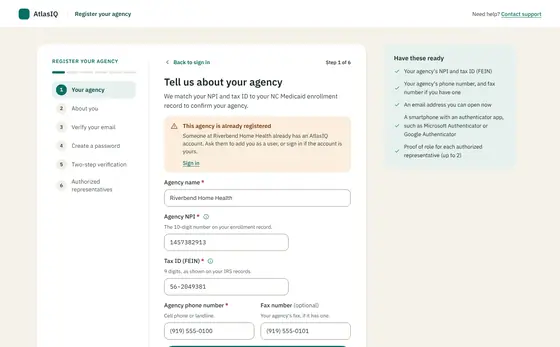 AtlasIQ
Register your agency
Need help? Contact support
REGISTER YOUR AGENCY
1 Your agency
2 About you
3 Verify your email
4 Create a password
5 Two-step verification
6 Authorized
representatives
Back to sign in
Step 1 of 6
Tell us about your agency
We match your NPI and tax ID to your NC Medicaid enrollment
record to confirm your agency.
This agency is already registered
Someone at Riverbend Home Health already has an AtlasIQ
account. Ask them to add you as a user, or sign in if the account is
yours.
Sign in
Agency name *
Riverbend Home Health
Agency NPI *
The 10-digit number on your enrollment record.
1457382913
Tax ID (FEIN) *
9 digits, as shown on your IRS records.
56-2049381
Agency phone number *
Cell phone or landline.
(919) 555-0100
Fax number (optional)
Your agency's fax, if it has one.
(919) 555-0101
Have these ready
Your agency's NPI and tax ID (FEIN)
Your agency's phone number, and fax
number if you have one
An email address you can open now
A smartphone with an authenticator app,
such as Microsoft Authenticator or
Google Authenticator
Proof of role for each authorized
representative (up to 2)